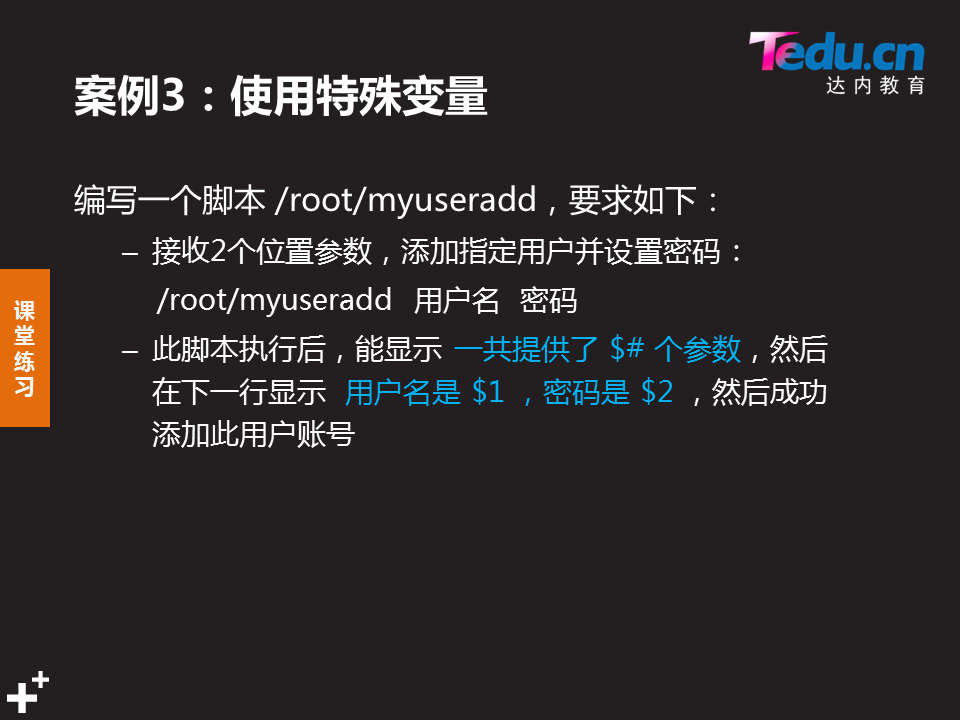 Tedu.cn
达内教育
案例3：使用特殊变量
编写一个脚本 /root/myuseradd，要求如下：
– 接收2个位置参数，添加指定用户并设置密码：
/root/myuseradd 用户名 密码
– 此脚本执行后，能显示 一共提供了 $# 个参数，然后
在下一行显示 用户名是 $1 ，密码是 $2 ，然后成功
添加此用户账号
课堂练习